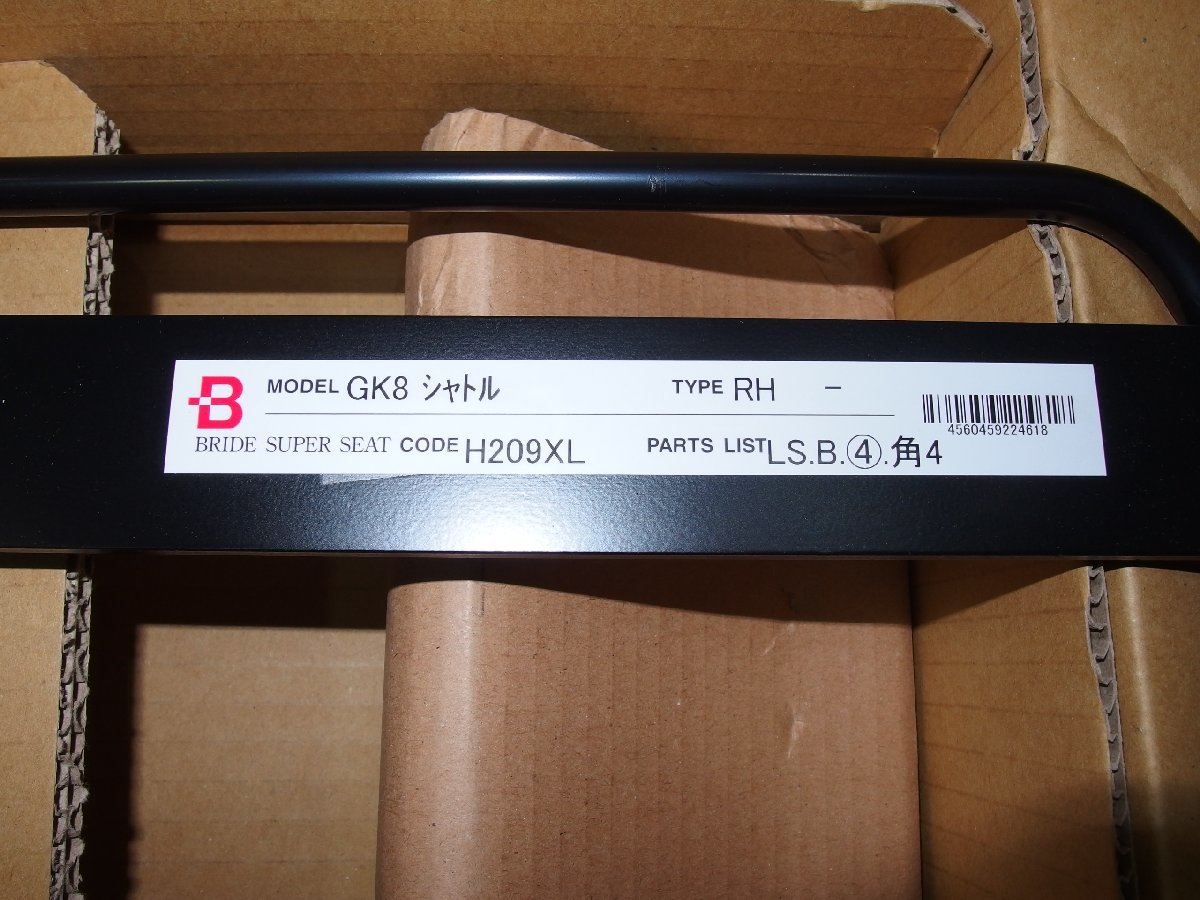 B MODEL GK8 シャトル TYPE RH -
BRIDE SUPER SEAT CODE H209XL PARTS LIST LS.B.④.角4
4560459224618